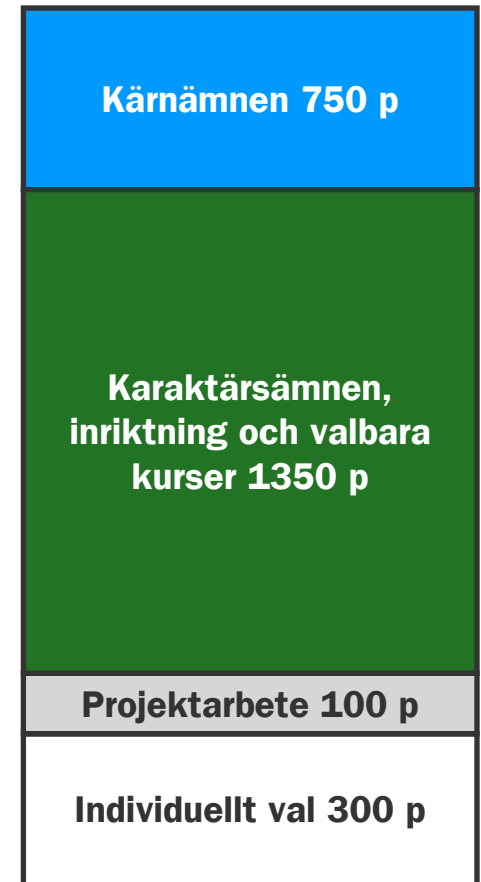 Kärnämnen 750 p
Karaktärsämnen,
inriktning och valbara
kurser 1350 p
Projektarbete 100 p
Individuellt val 300 p